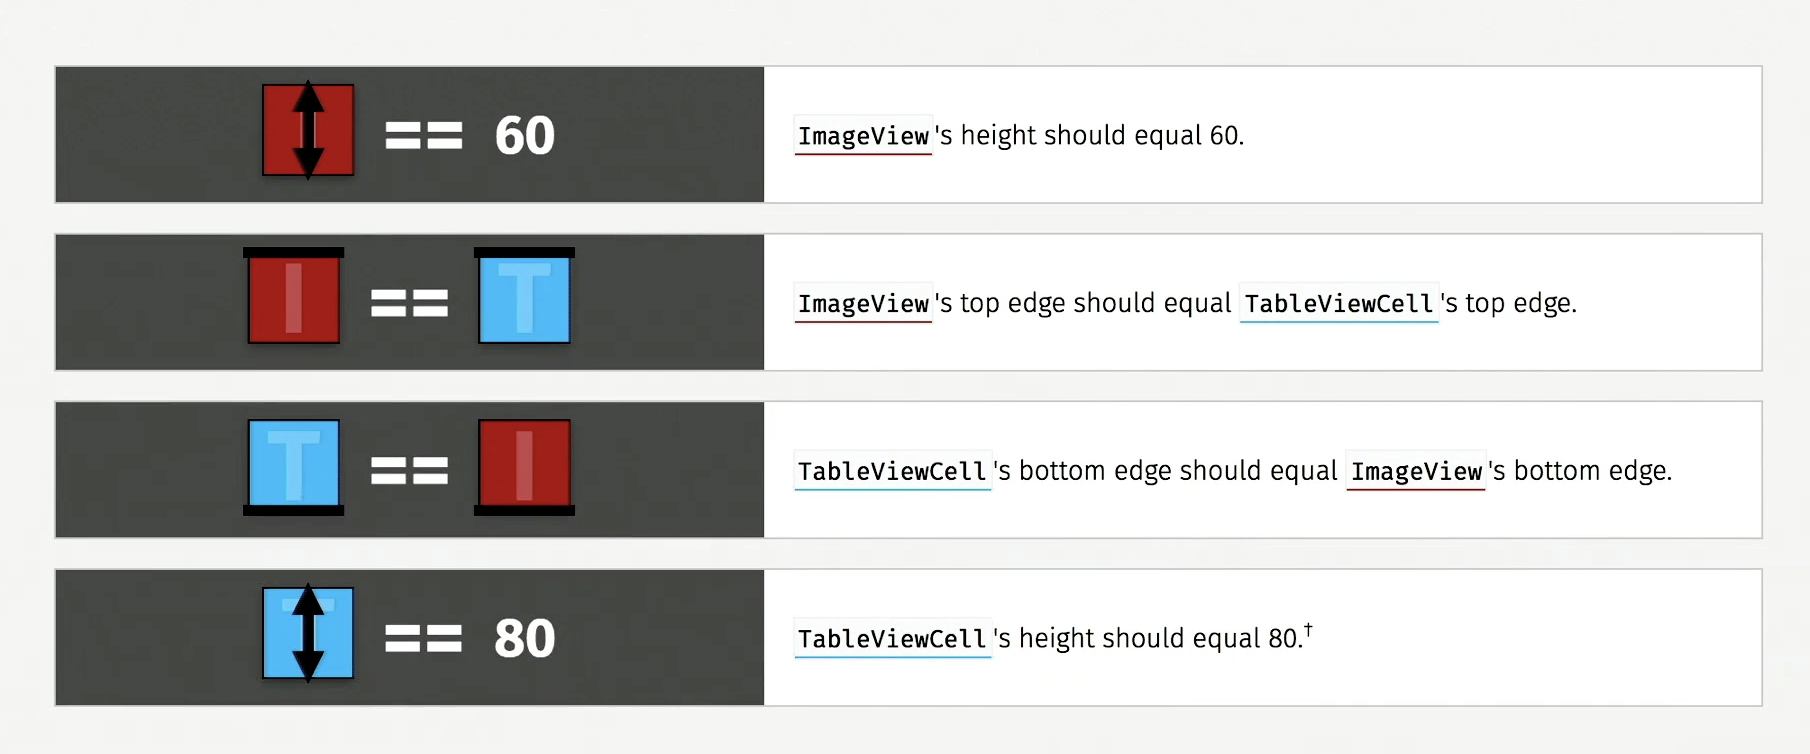 I == 60
ImageView's height should equal 60.
I == T
ImageView's top edge should equal TableViewCell's top edge.
T == I
TableViewCell's bottom edge should equal ImageView's bottom edge.
T == 80
TableViewCell's height should equal 80.†